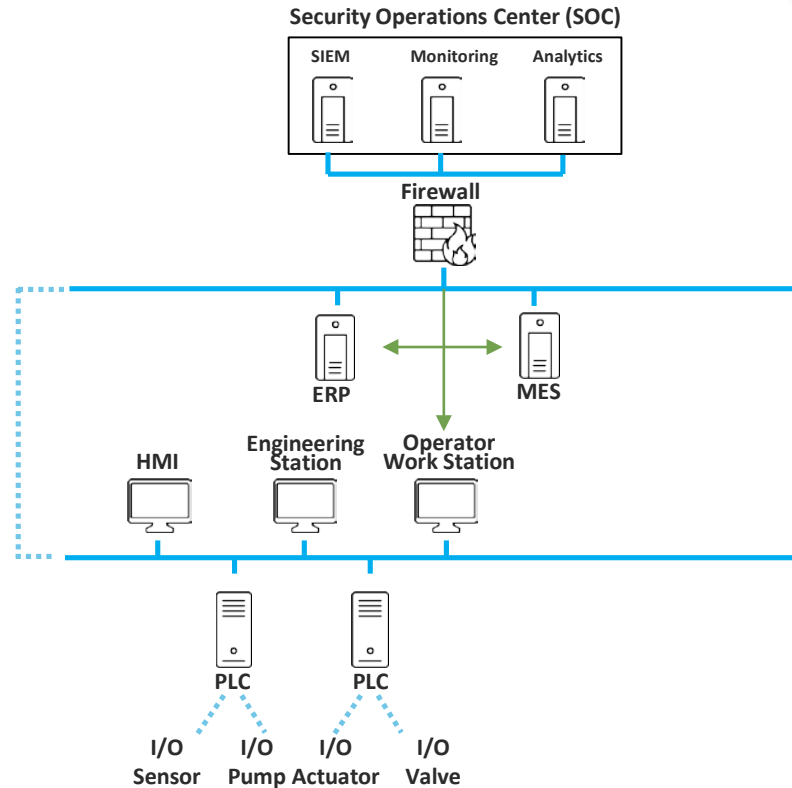 Security Operations Center (SOC)
SIEM Monitoring Analytics
Firewall
ERP MES
HMI
Engineering
Station
Operator
Work Station
PLC PLC
I/O I/O I/O I/O
Sensor Pump Actuator Valve